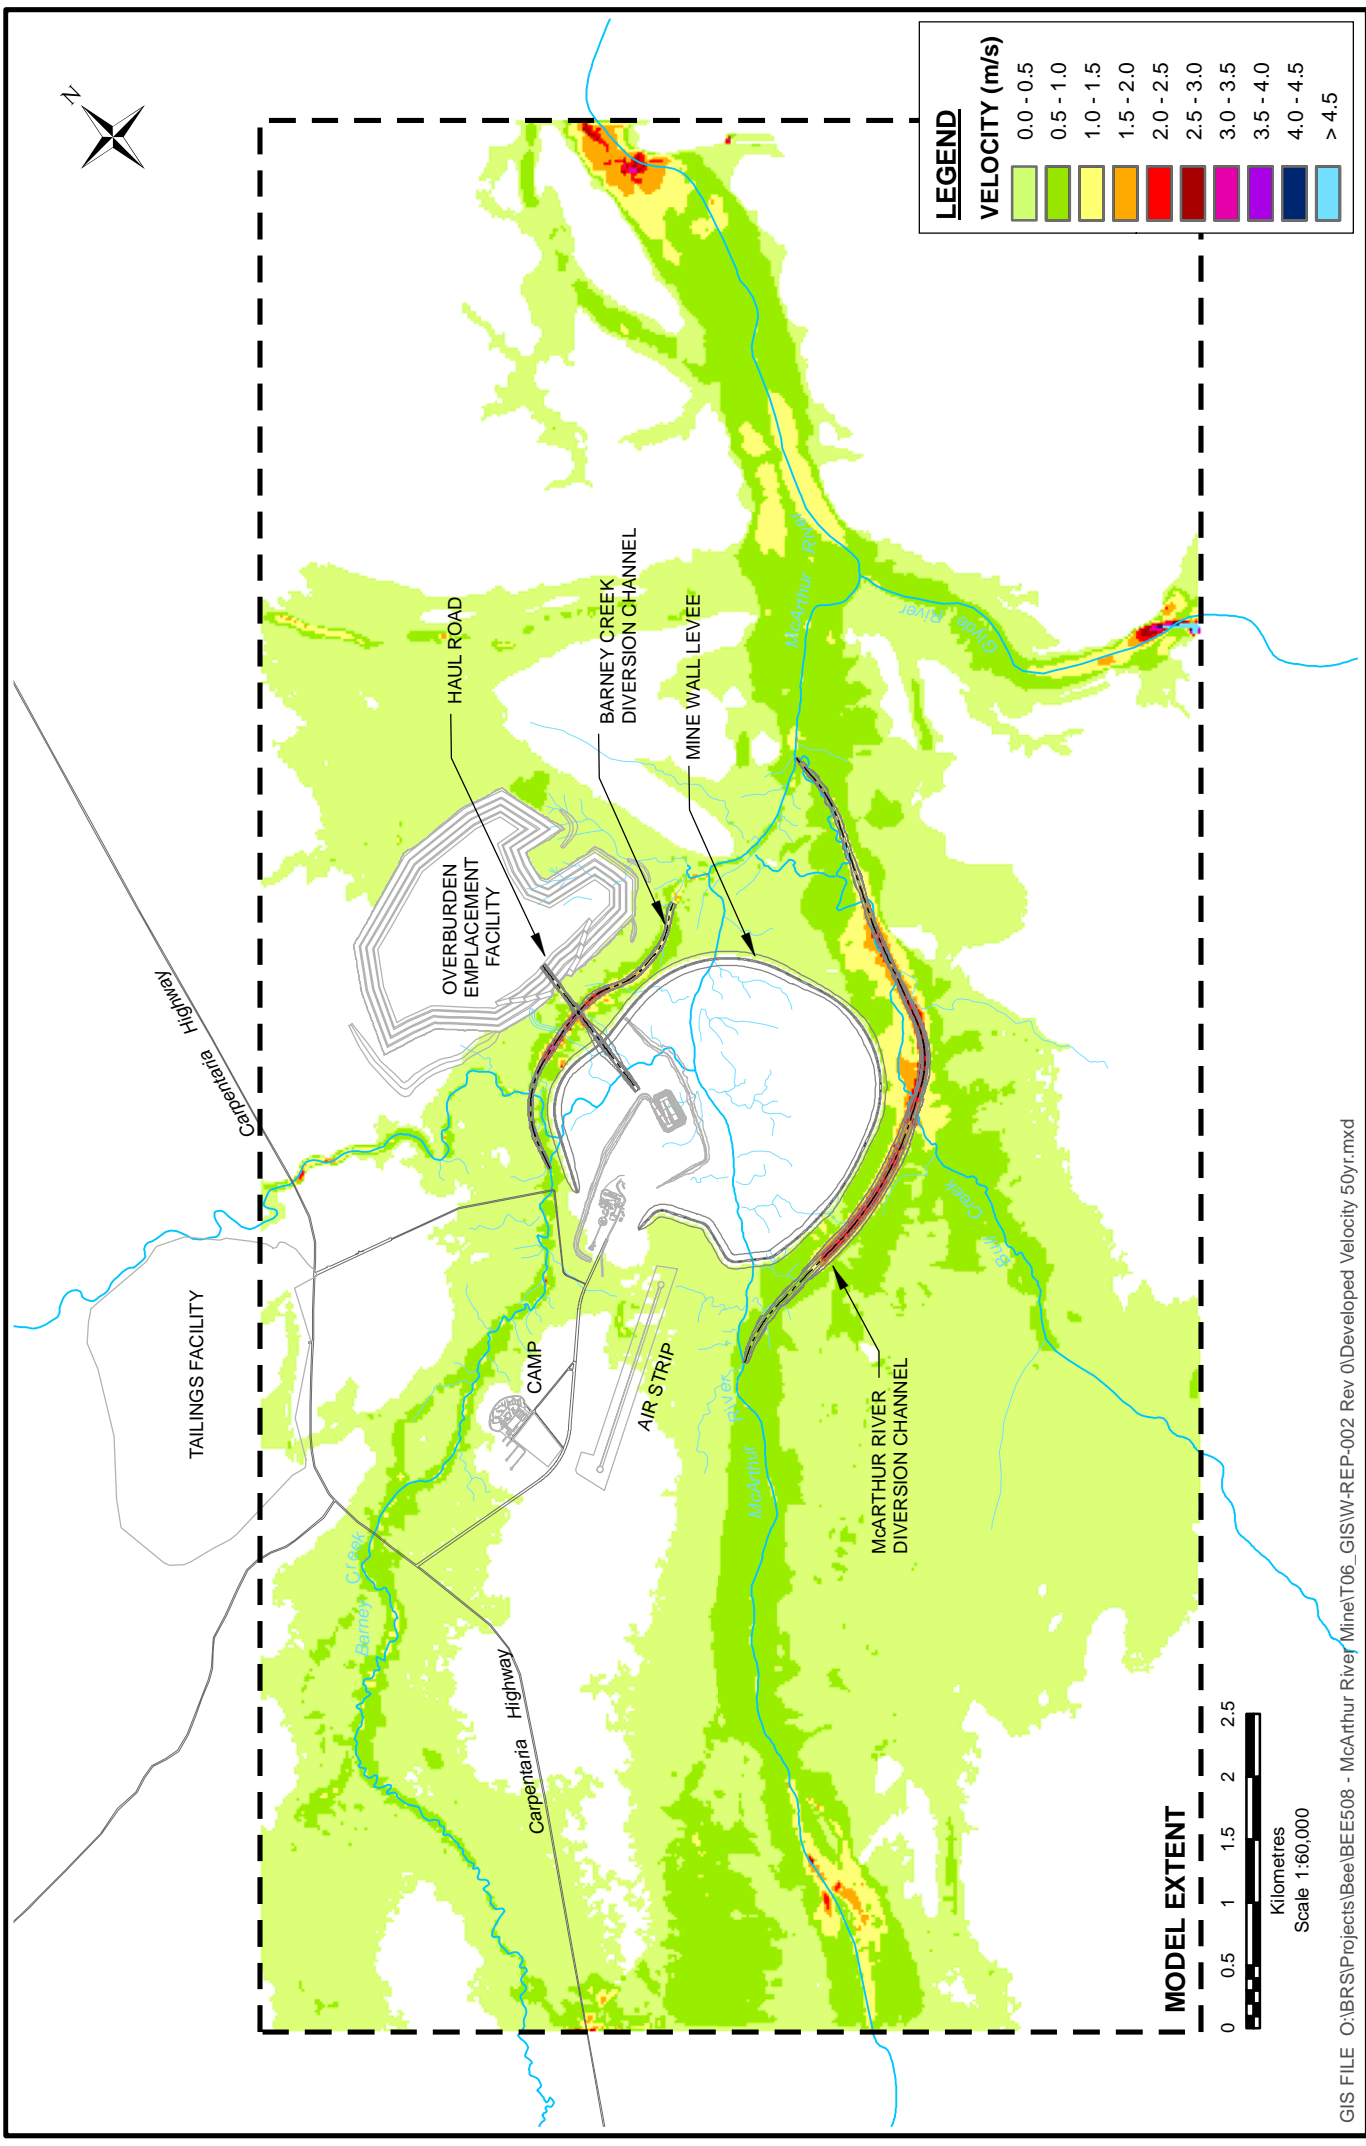 N
LEGEND
VELOCITY (m/s)
0.0 - 0.5
0.5 - 1.0
1.0 - 1.5
1.5 - 2.0
2.0 - 2.5
2.5 - 3.0
3.0 - 3.5
3.5 - 4.0
4.0 - 4.5
> 4.5
Carpentaria Highway
TAILINGS FACILITY
OVERBURDEN
EMPLACEMENT
FACILITY
HAUL ROAD
BARNEY CREEK
DIVERSION CHANNEL
MINE WALL LEVEE
Barney Creek
CAMP
AIR STRIP
Carpentaria Highway
McArthur River
McArthur River
Glyde River
Bull Creek
McARTHUR RIVER
DIVERSION CHANNEL
MODEL EXTENT
0 0.5 1 1.5 2 2.5
Kilometres
Scale 1:60,000
GIS FILE O:\BRS\Projects\Bee\BEE508 - McArthur River Mine\T06_GIS\W-REP-002 Rev 0\Developed Velocity 50yr.mxd